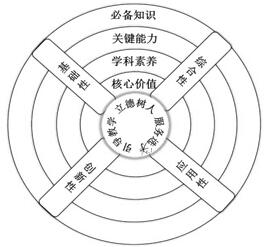 必备知识
关键能力
学科素养
核心价值
基础性
综合性
立德树人
服务选才
引导教学
创新性
应用性